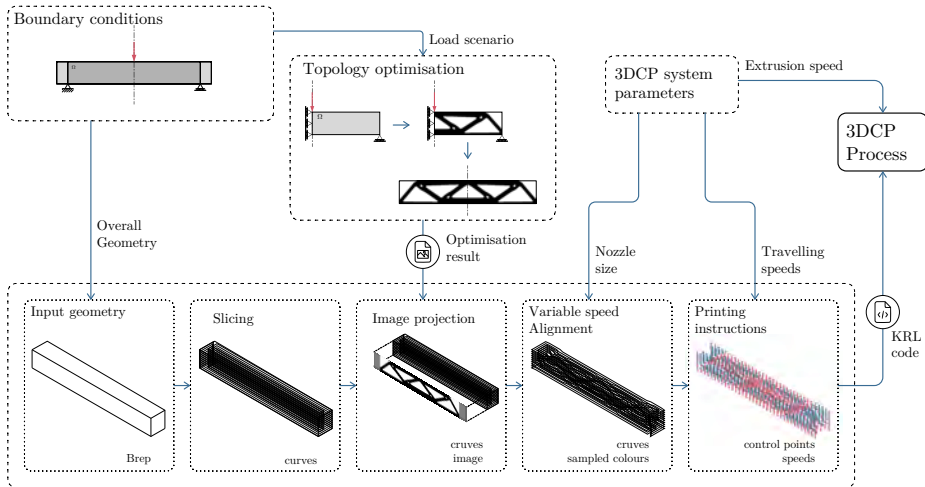 Boundary conditions
Ω
Load scenario
Topology optimisation
Ω
3DCP system
parameters
Extrusion speed
3DCP
Process
Overall
Geometry
Optimisation
result
Nozzle
size
Travelling
speeds
KRL
code
Input geometry
Brep
Slicing
curves
Image projection
cruves
image
Variable speed
Alignment
cruves
sampled colours
Printing
instructions
control points
speeds